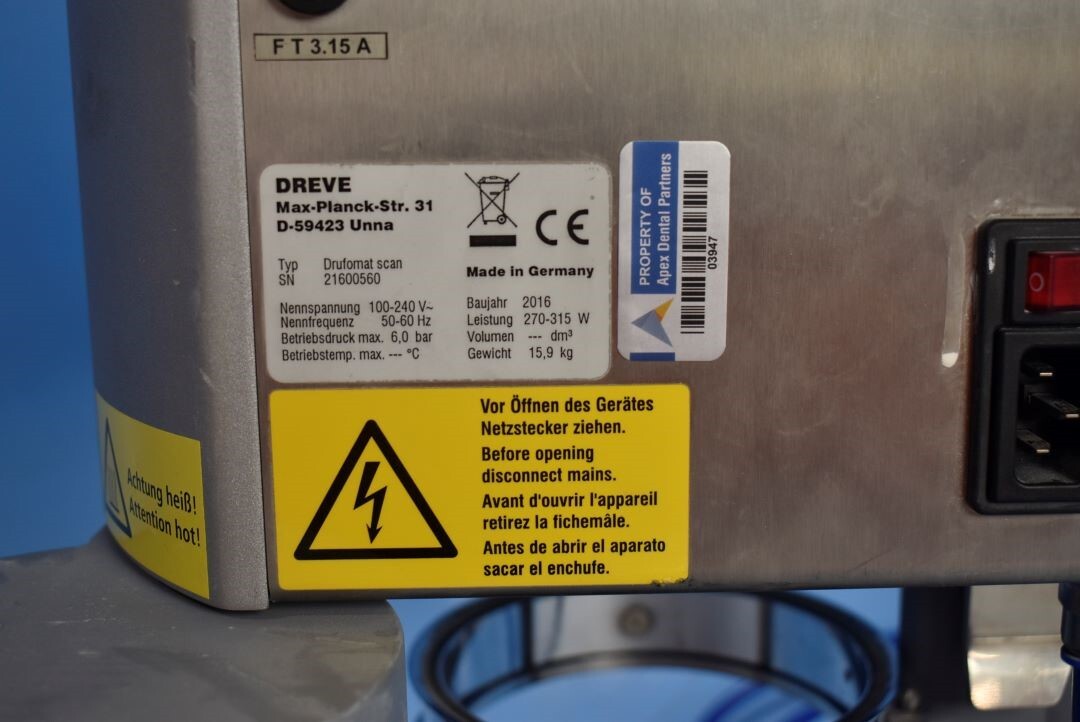 F T 3.15 A
DREVE
Max-Planck-Str. 31
D-59423 Unna
Typ Drufomat scan
SN 21600560
Nennspannung 100-240 V~
Nennfrequenz 50-60 Hz
Betriebsdruck max. 6,0 bar
Betriebstemp. max. --- °C
CE
Made in Germany
Baujahr 2016
Leistung 270-315 W
Volumen --- dm³
Gewicht 15,9 kg
PROPERTY OF
Apex Dental Partners
03947
Vor Öffnen des Gerätes
Netzstecker ziehen.
Before opening
disconnect mains.
Avant d'ouvrir l'appareil
retirez la fichemâle.
Antes de abrir el aparato
sacar el enchufe.
Achtung heiß!
Attention hot!